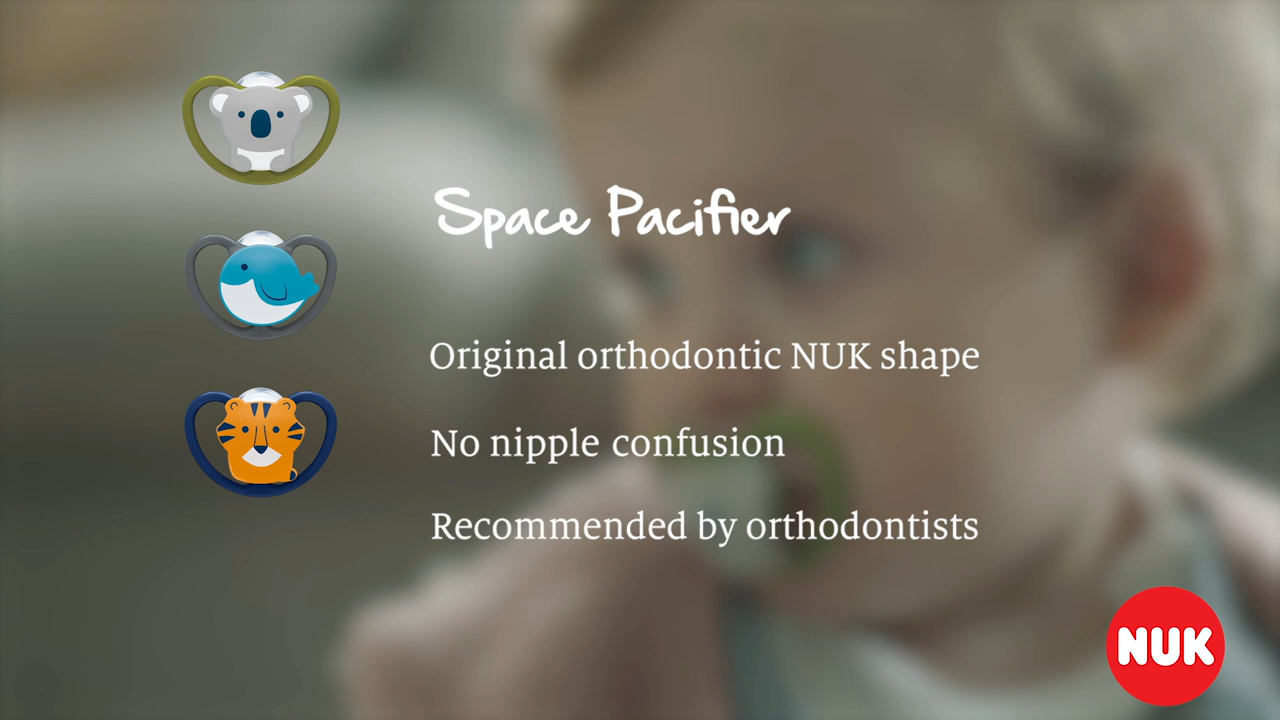 Space Pacifier
Original orthodontic NUK shape
No nipple confusion
Recommended by orthodontists
NUK